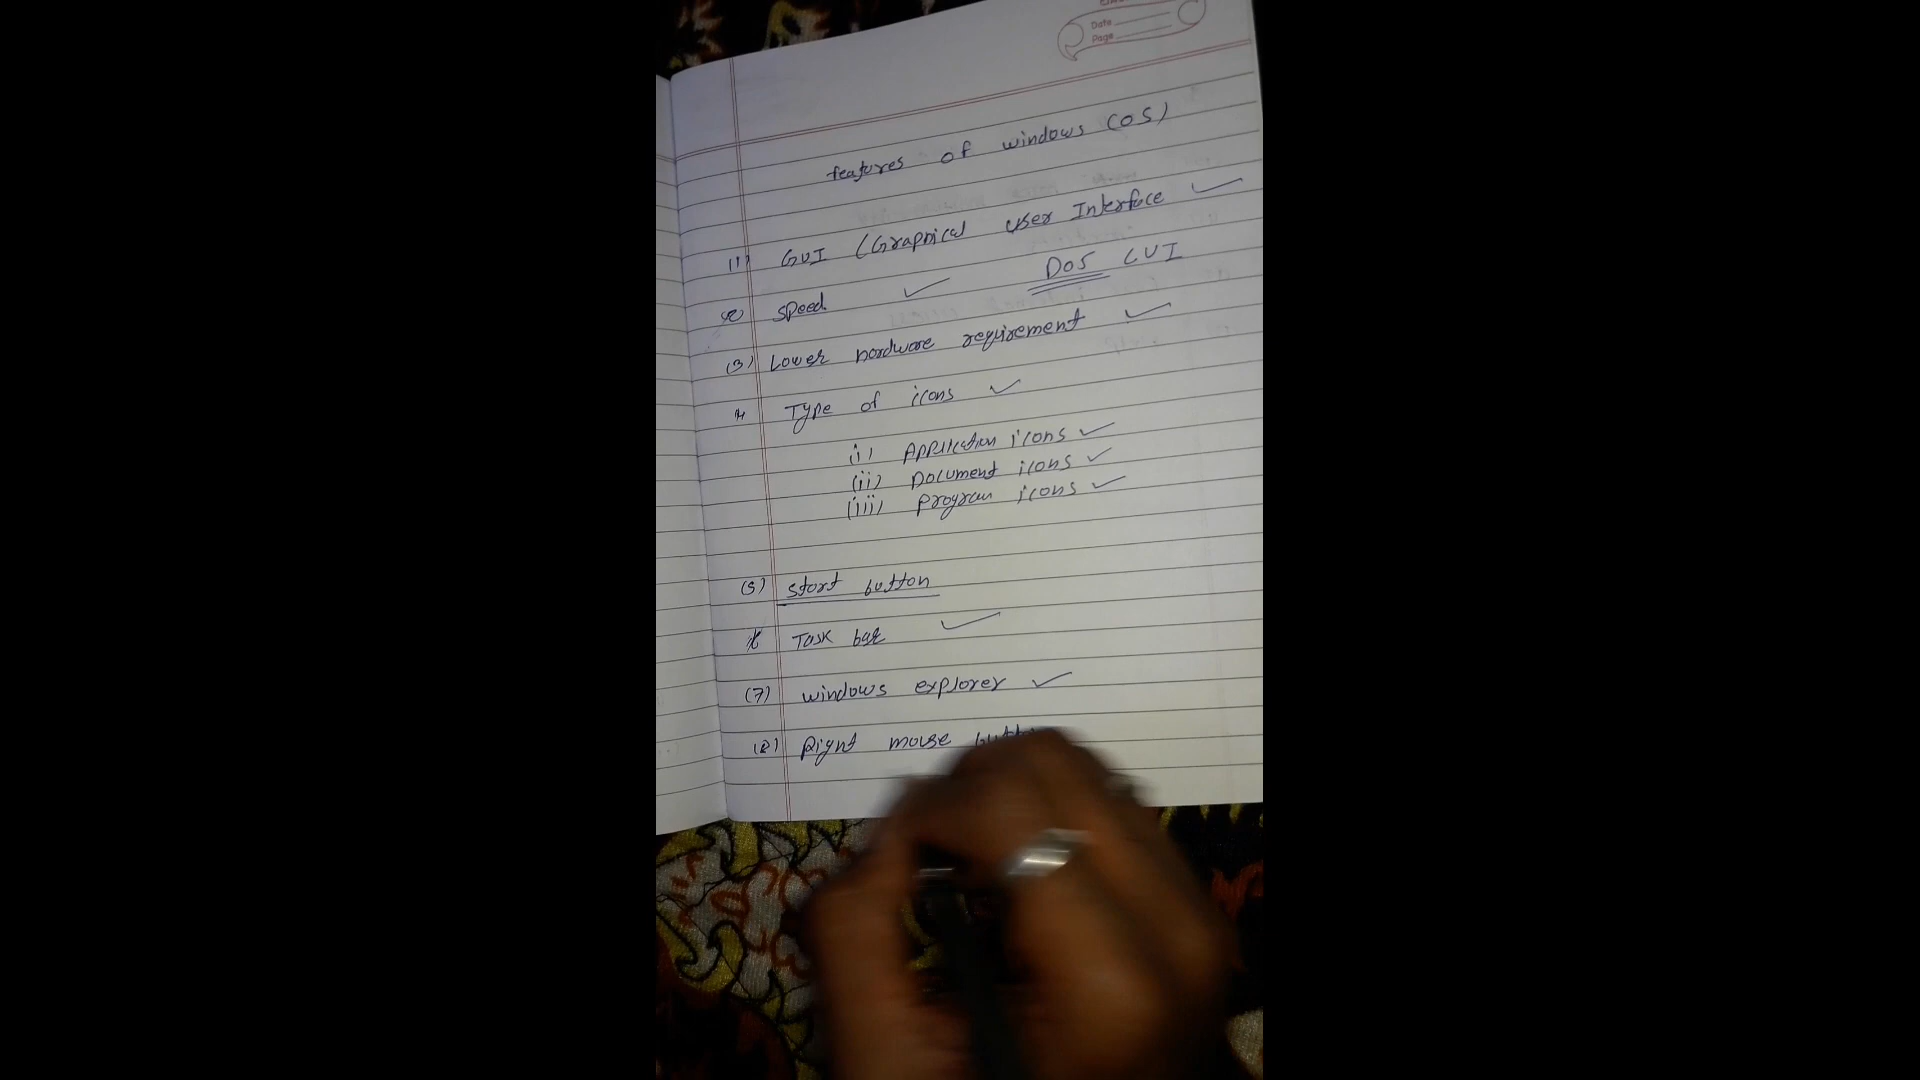 Date
Page
features of windows (OS)
(1) GUI (Graphical user Interface
DOS CUI
(2) speed
(3) Lower hardware requirement
4 Type of icons
(i) Application icons
(ii) Document icons
(iii) program icons
(5) start button
Task bar
(7) windows explorer
(8) Right mouse